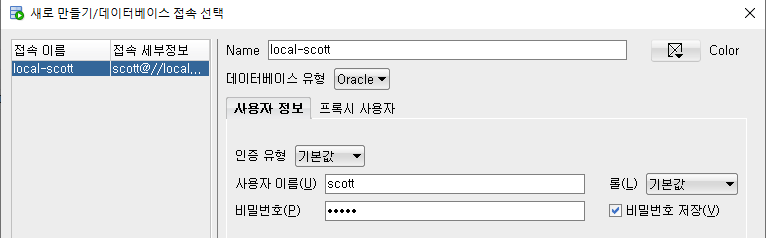 새로 만들기/데이터베이스 접속 선택
접속 이름 접속 세부정보
local-scott scott@//local,,,
Name local-scott Color
데이터베이스 유형 Oracle
사용자 정보 프록시 사용자
인증 유형 기본값
사용자 이름(U) scott 롤(L) 기본값
비밀번호(P) ••••• 비밀번호 저장(V)